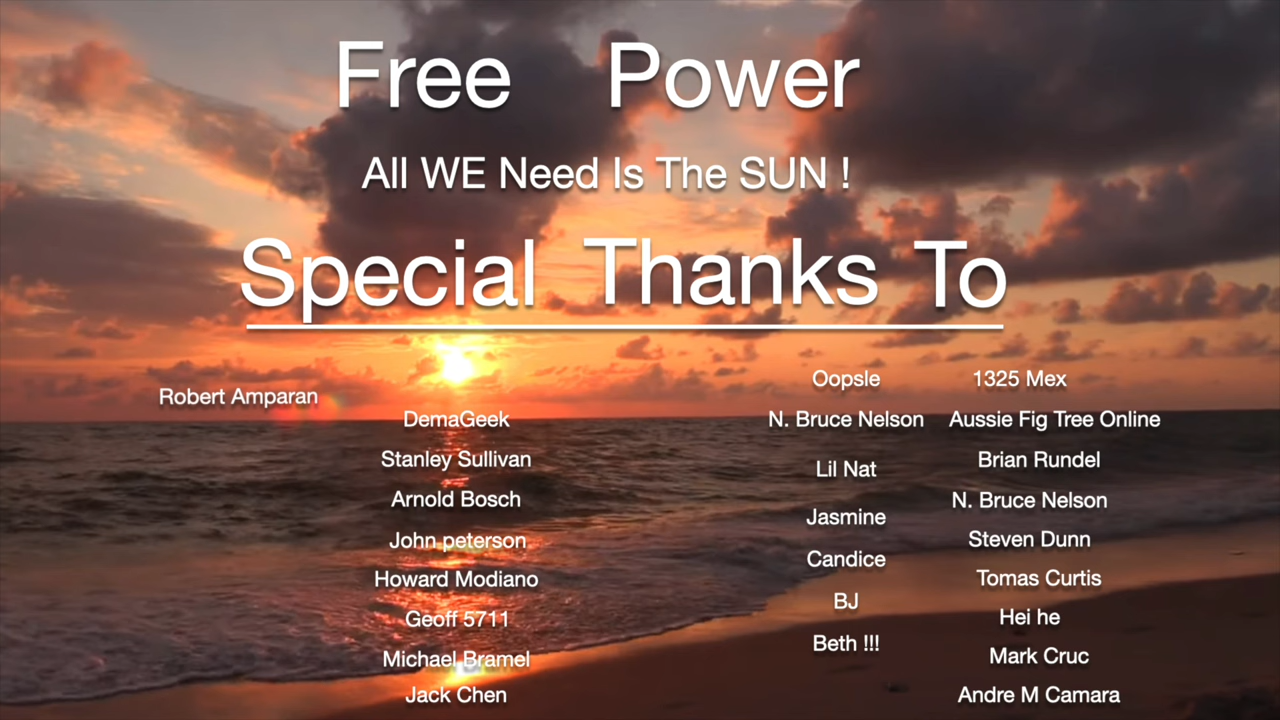 Free Power
All WE Need Is The SUN !
Special Thanks To
Robert Amparan
DemaGeek
Stanley Sullivan
Arnold Bosch
John peterson
Howard Modiano
Geoff 5711
Michael Bramel
Jack Chen
Oopsle
N. Bruce Nelson
Lil Nat
Jasmine
Candice
BJ
Beth !!!
1325 Mex
Aussie Fig Tree Online
Brian Rundel
N. Bruce Nelson
Steven Dunn
Tomas Curtis
Hei he
Mark Cruc
Andre M Camara